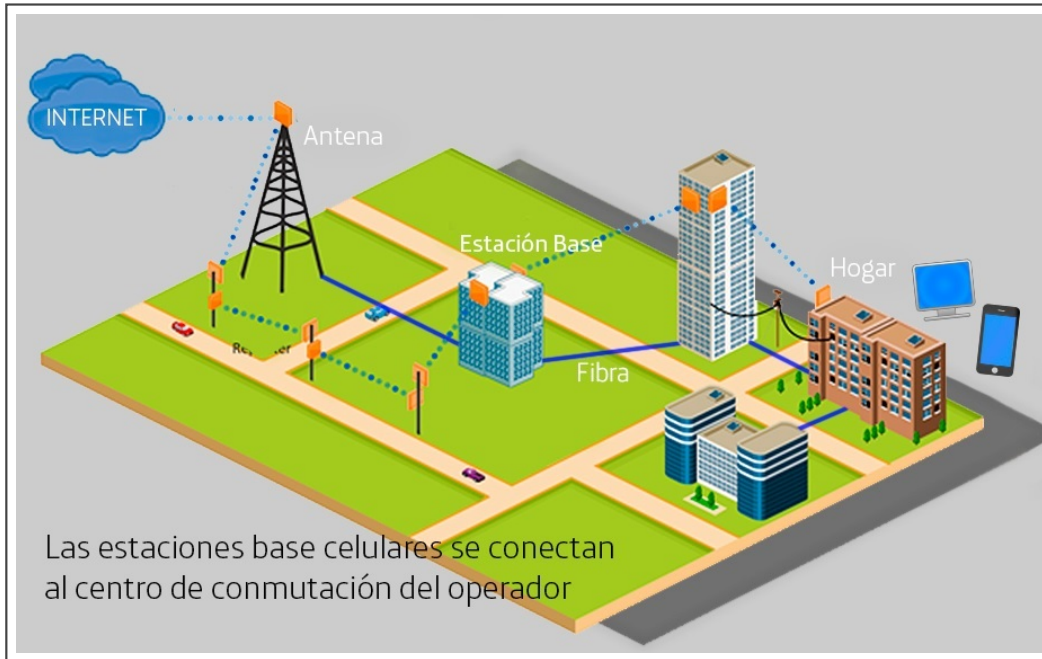 INTERNET
Antena
Estación Base
Hogar
Fibra
Las estaciones base celulares se conectan
al centro de conmutación del operador